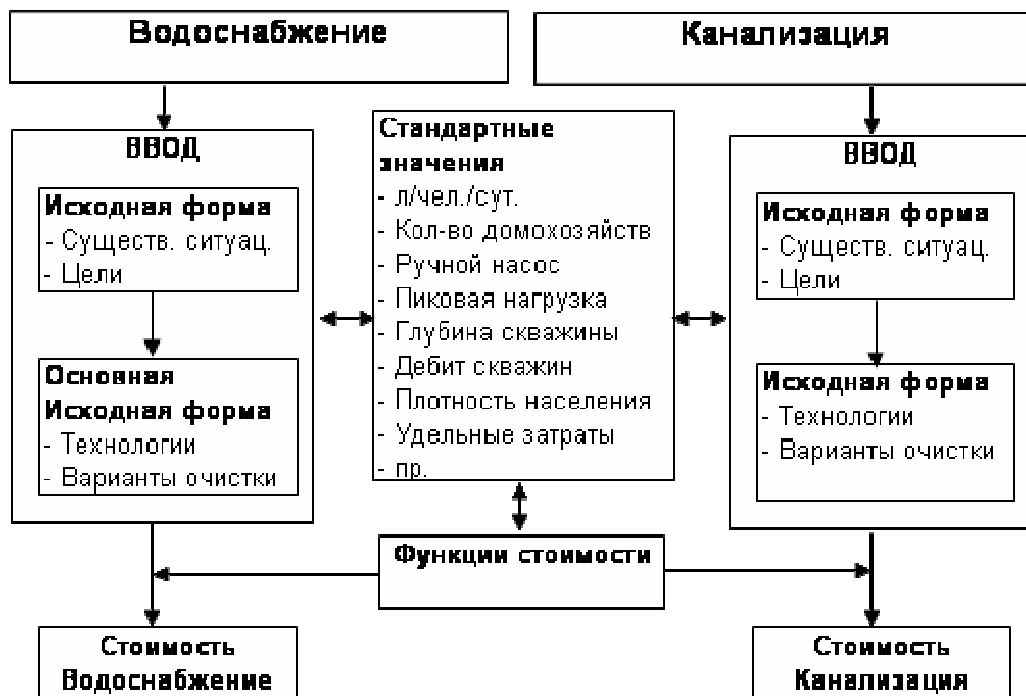 Водоснабжение
Канализация
ВВОД
Исходная форма
- Существ. ситуац.
- Цели
Основная
Исходная форма
- Технологии
- Варианты очистки
Стандартные
значения
- л/чел./сут.
- Кол-во домохозяйств
- Ручной насос
- Пиковая нагрузка
- Глубина скважины
- Дебит скважин
- Плотность населения
- Удельные затраты
- пр.
ВВОД
Исходная форма
- Существ. ситуац.
- Цели
Исходная форма
- Технологии
- Варианты очистки
Функции стоимости
Стоимость
Водоснабжение
Стоимость
Канализация